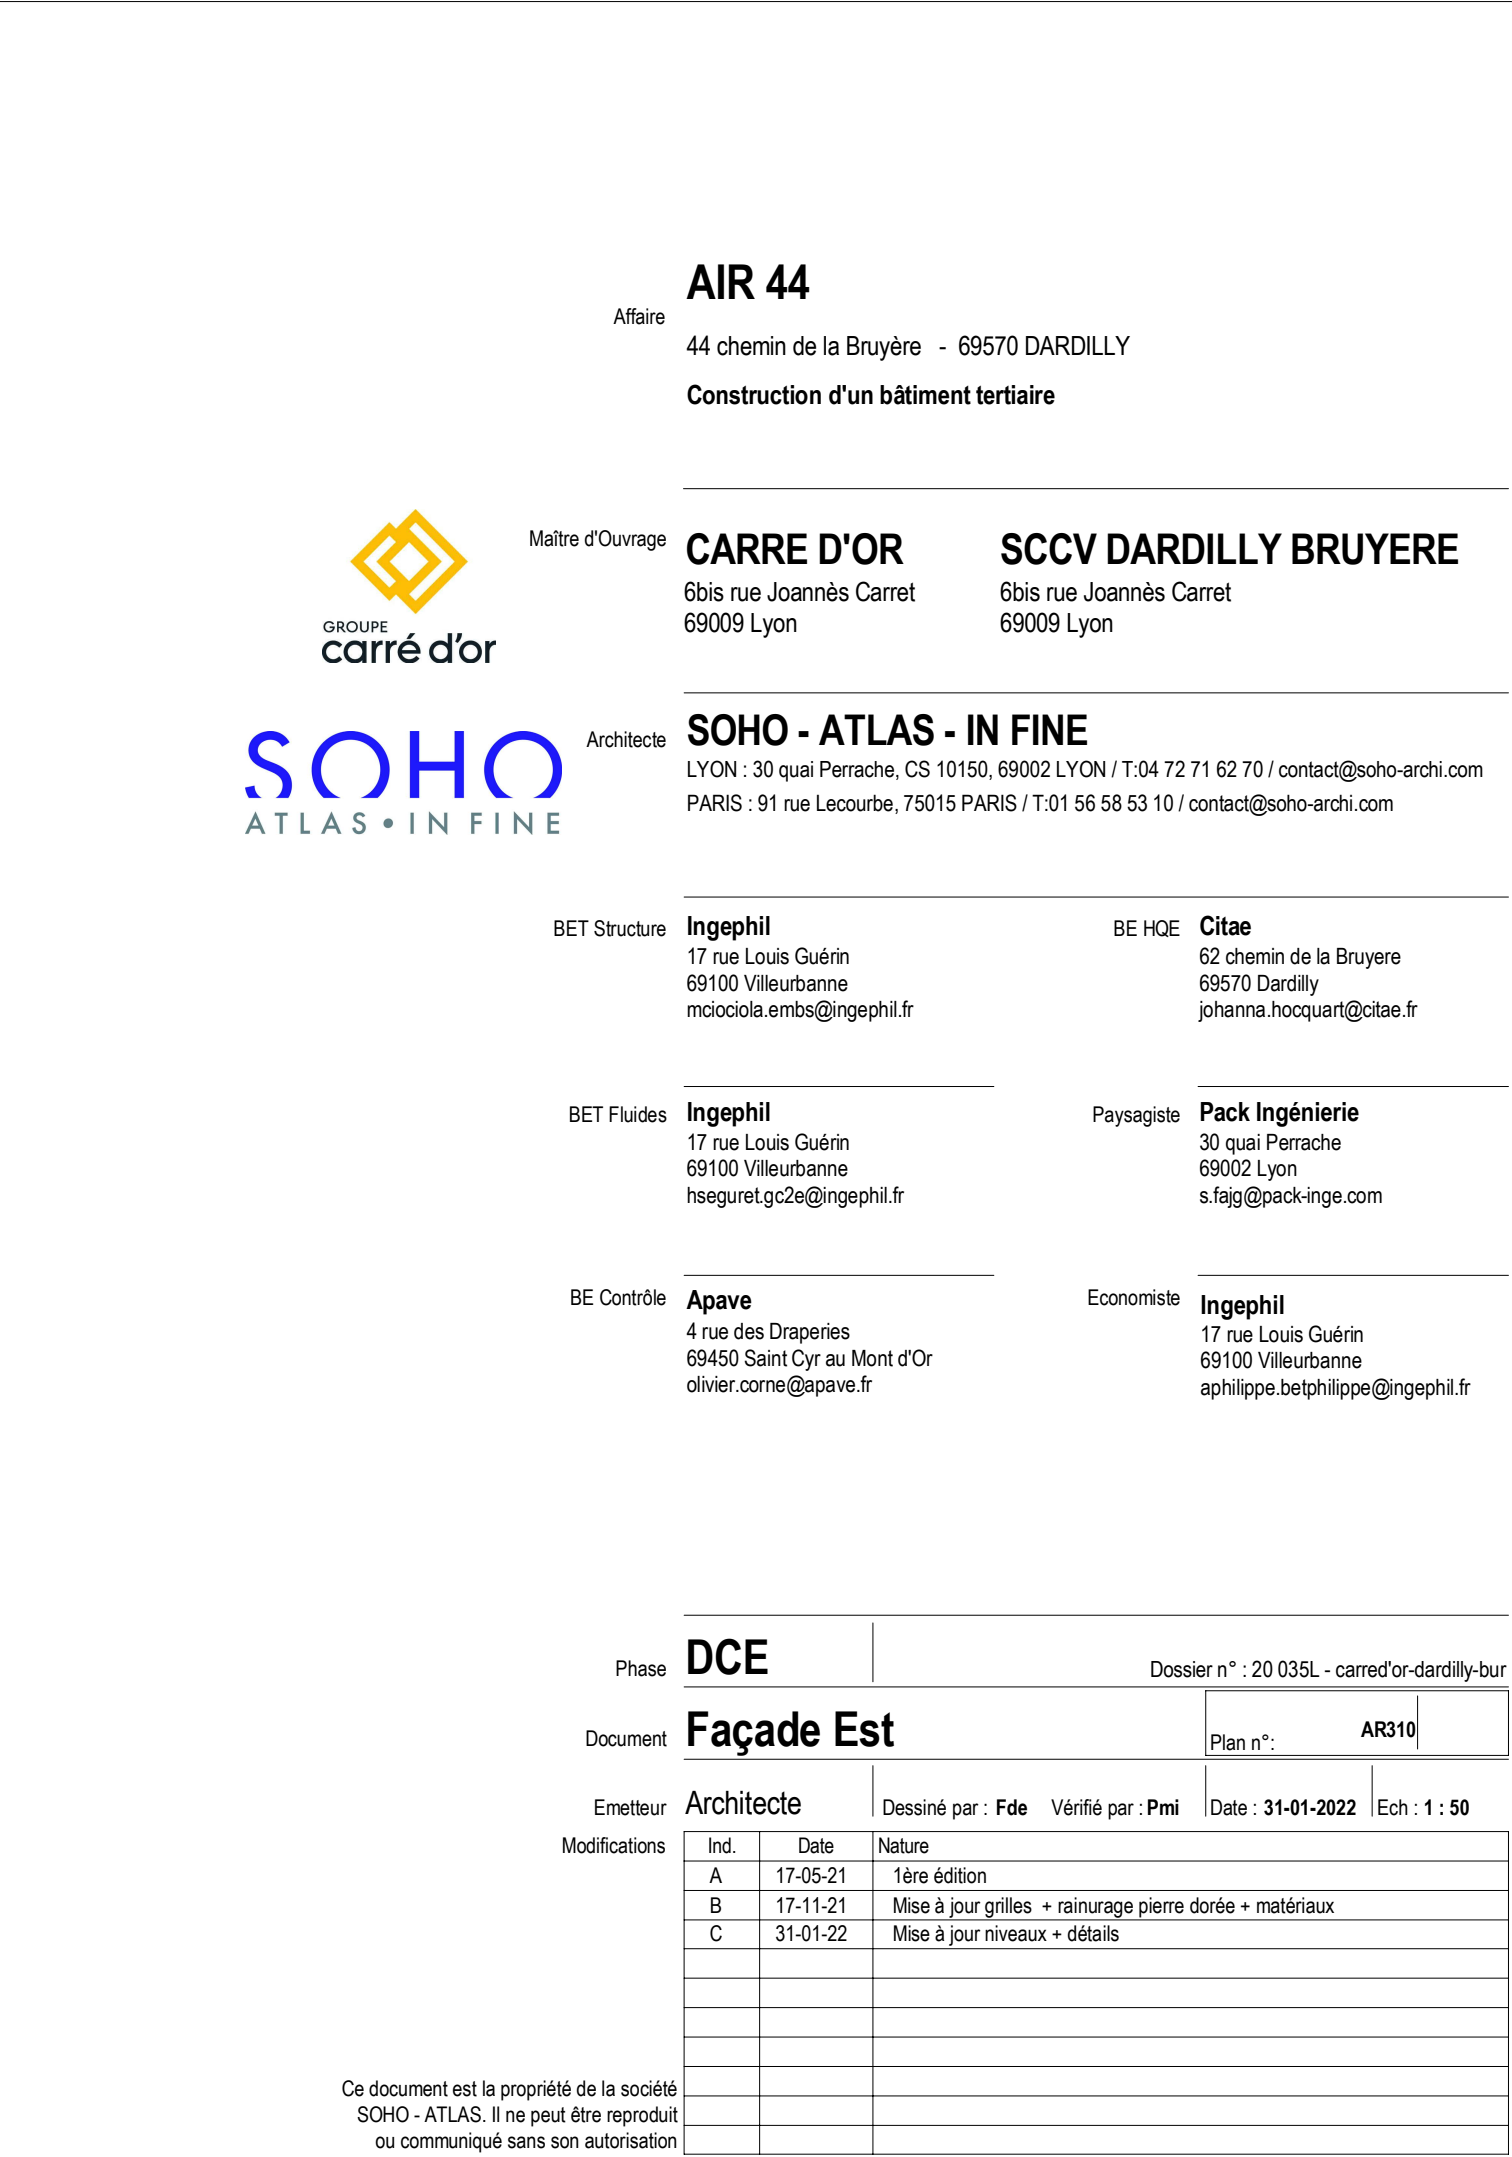 AIR 44
Affaire
44 chemin de la Bruyère - 69570 DARDILLY
Construction d'un bâtiment tertiaire
GROUPE
carré d'or
Maître d'Ouvrage
CARRE D'OR
6bis rue Joannès Carret
69009 Lyon
SCCV DARDILLY BRUYERE
6bis rue Joannès Carret
69009 Lyon
SOHO
ATLAS • IN FINE
Architecte
SOHO - ATLAS - IN FINE
LYON : 30 quai Perrache, CS 10150, 69002 LYON / T:04 72 71 62 70 / contact@soho-archi.com
PARIS : 91 rue Lecourbe, 75015 PARIS / T:01 56 58 53 10 / contact@soho-archi.com
BET Structure
Ingephil
17 rue Louis Guérin
69100 Villeurbanne
mciociola.embs@ingephil.fr
BE HQE
Citae
62 chemin de la Bruyere
69570 Dardilly
johanna.hocquart@citae.fr
BET Fluides
Ingephil
17 rue Louis Guérin
69100 Villeurbanne
hseguret.gc2e@ingephil.fr
Paysagiste
Pack Ingénierie
30 quai Perrache
69002 Lyon
s.fajg@pack-inge.com
BE Contrôle
Apave
4 rue des Draperies
69450 Saint Cyr au Mont d'Or
olivier.corne@apave.fr
Economiste
Ingephil
17 rue Louis Guérin
69100 Villeurbanne
aphilippe.betphilippe@ingephil.fr
Phase
DCE
Dossier n° : 20 035L - carred'or-dardilly-bur
Document
Façade Est
Plan n°: AR310
Emetteur
Architecte
Dessiné par : Fde Vérifié par : Pmi
Date : 31-01-2022
Ech : 1 : 50
Modifications
Ind. Date Nature
A 17-05-21 1ère édition
B 17-11-21 Mise à jour grilles + rainurage pierre dorée + matériaux
C 31-01-22 Mise à jour niveaux + détails
Ce document est la propriété de la société
SOHO - ATLAS. Il ne peut être reproduit
ou communiqué sans son autorisation